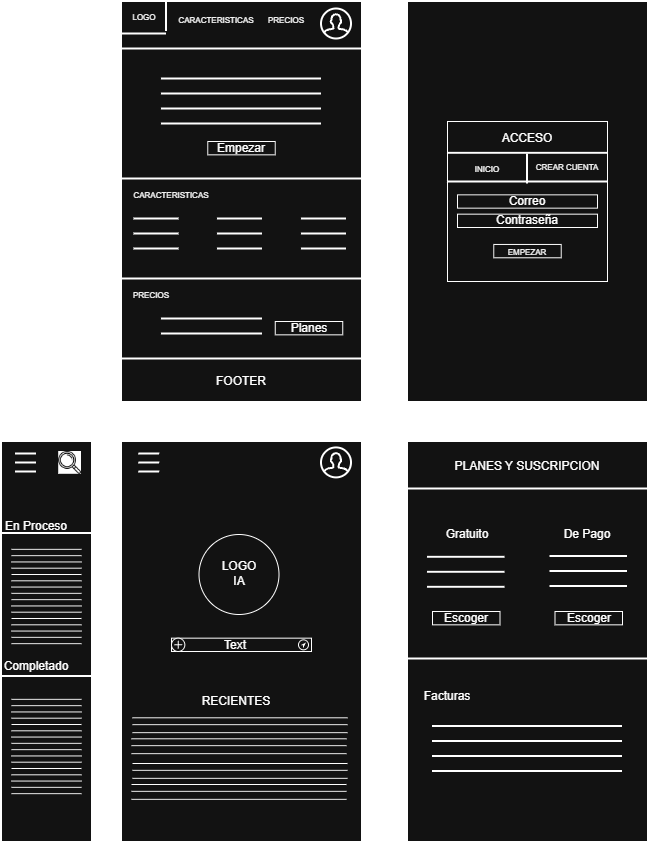 LOGO
CARACTERISTICAS
PRECIOS
Empezar
CARACTERISTICAS
PRECIOS
Planes
FOOTER
ACCESO
INICIO
CREAR CUENTA
Correo
Contraseña
EMPEZAR
En Proceso
Completado
LOGO
IA
Text
RECIENTES
PLANES Y SUSCRIPCION
Gratuito
De Pago
Escoger
Escoger
Facturas